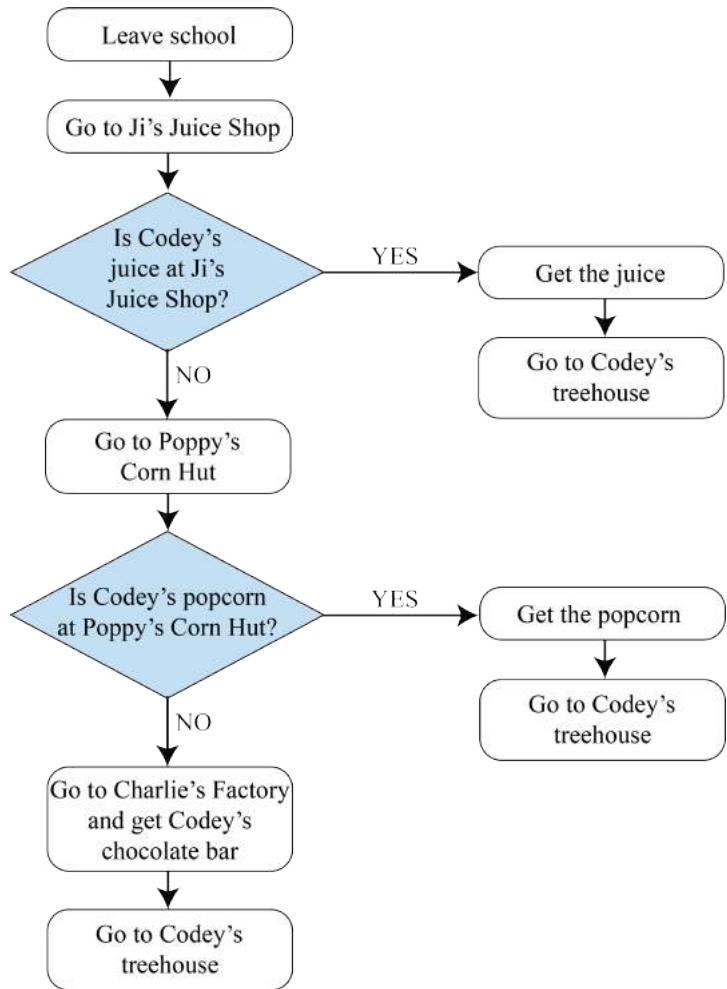 Leave school
Go to Ji’s Juice Shop
Is Codey’s
juice at Ji’s
Juice Shop?
YES
Get the juice
Go to Codey’s
treehouse
NO
Go to Poppy’s
Corn Hut
Is Codey’s popcorn
at Poppy’s Corn Hut?
YES
Get the popcorn
Go to Codey’s
treehouse
NO
Go to Charlie’s Factory
and get Codey’s
chocolate bar
Go to Codey’s
treehouse